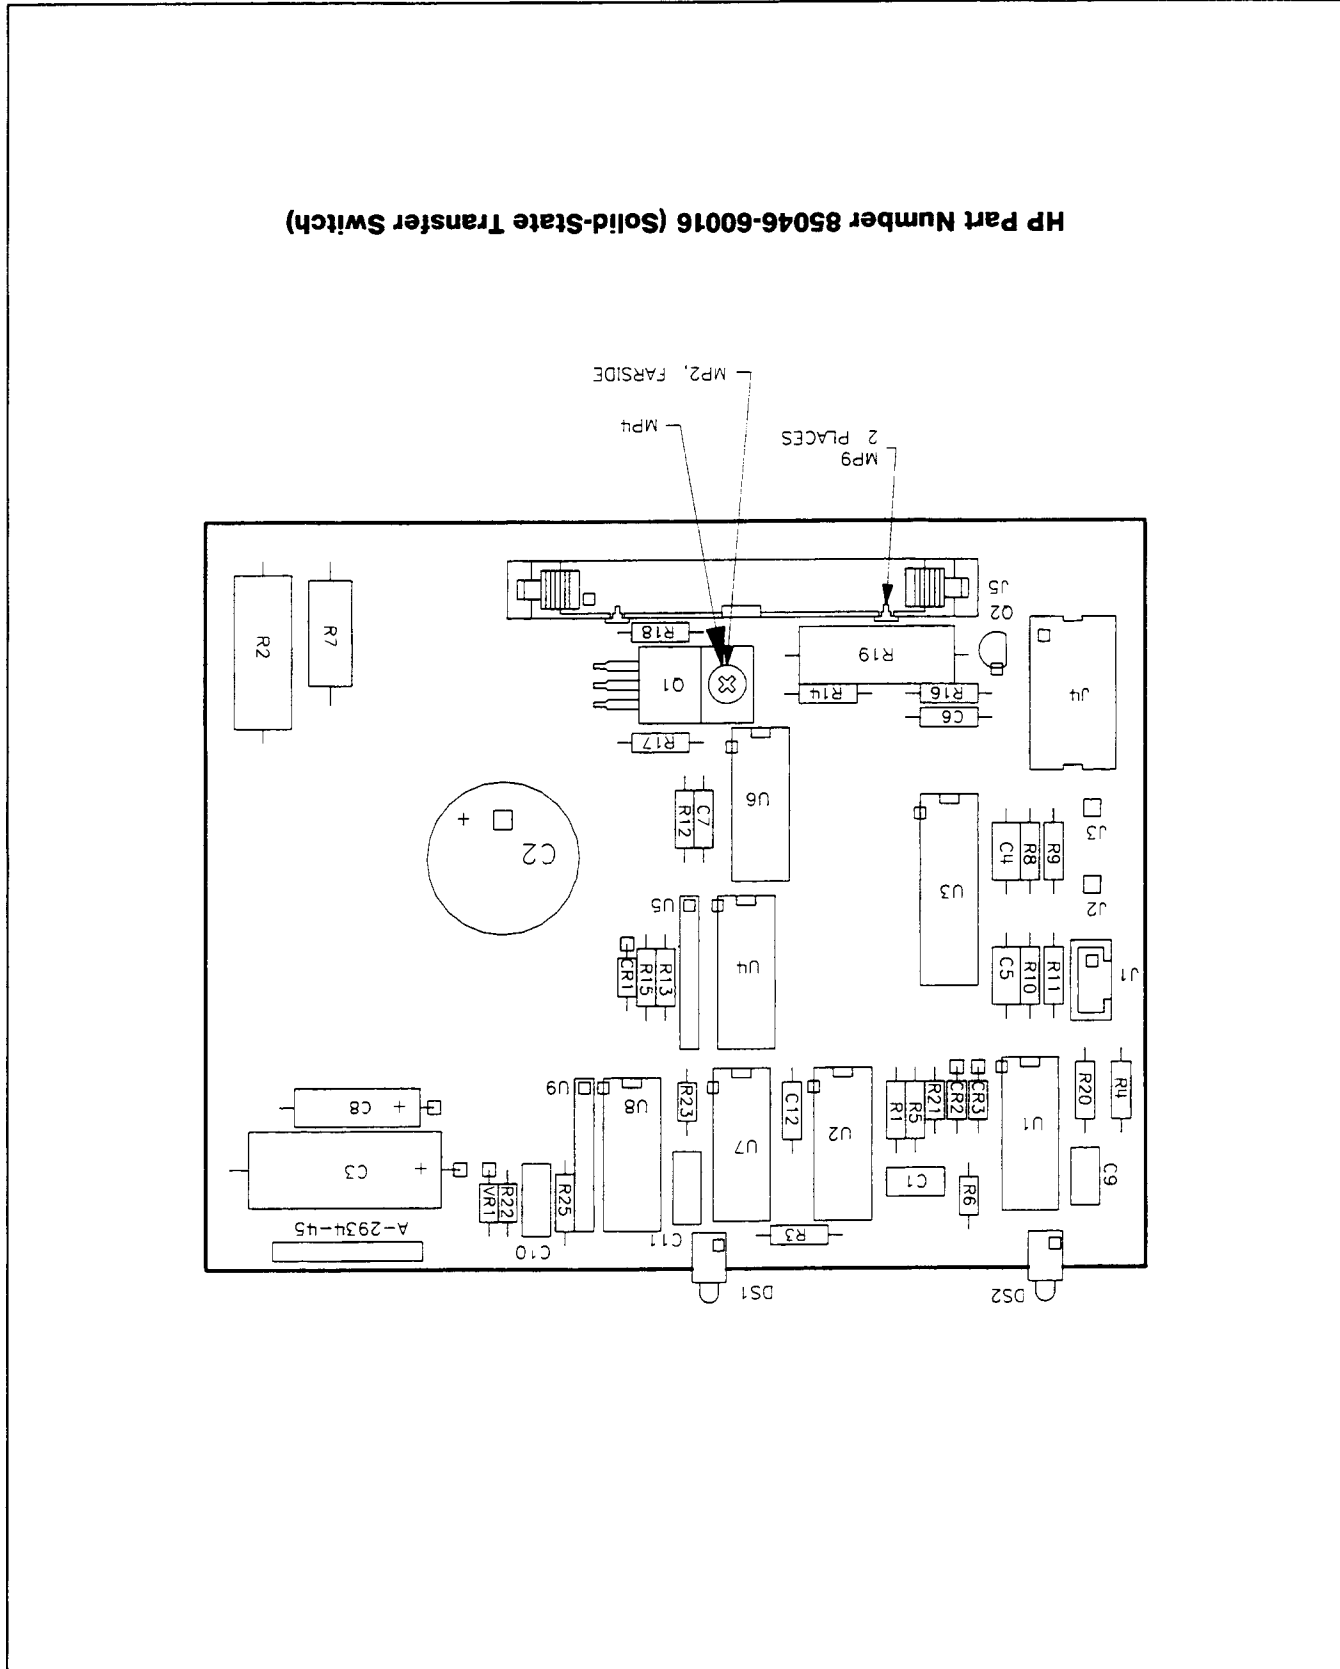 DS2
DS1
A-2934-45
C10
C11
R3
C9
R6
C1
R25
R22
VR1
C3
R4
R20
U1
CR3
CR2
R21
R5
R1
U2
C12
U7
R23
U8
U9
C8
J1
R11
R10
C5
U4
R13
R15
CR1
J2
U3
U5
J3
R9
R8
C4
U6
C7
R12
C2
+
+
+
C6
R17
J4
R16
R14
Q1
R19
R18
Q2
J5
R7
R2
MP9
2 PLACES
MP4
MP2, FARSIDE
HP Part Number 85046-60016 (Solid-State Transfer Switch)